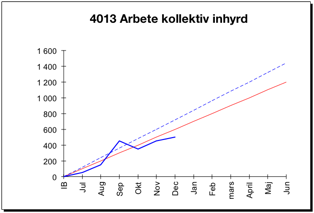 4013 Arbete kollektiv inhyrd
1 600
1 400
1 200
1 000
800
600
400
200
0
IB
Jul
Aug
Sep
Okt
Nov
Dec
Jan
Feb
mars
April
Maj
Jun